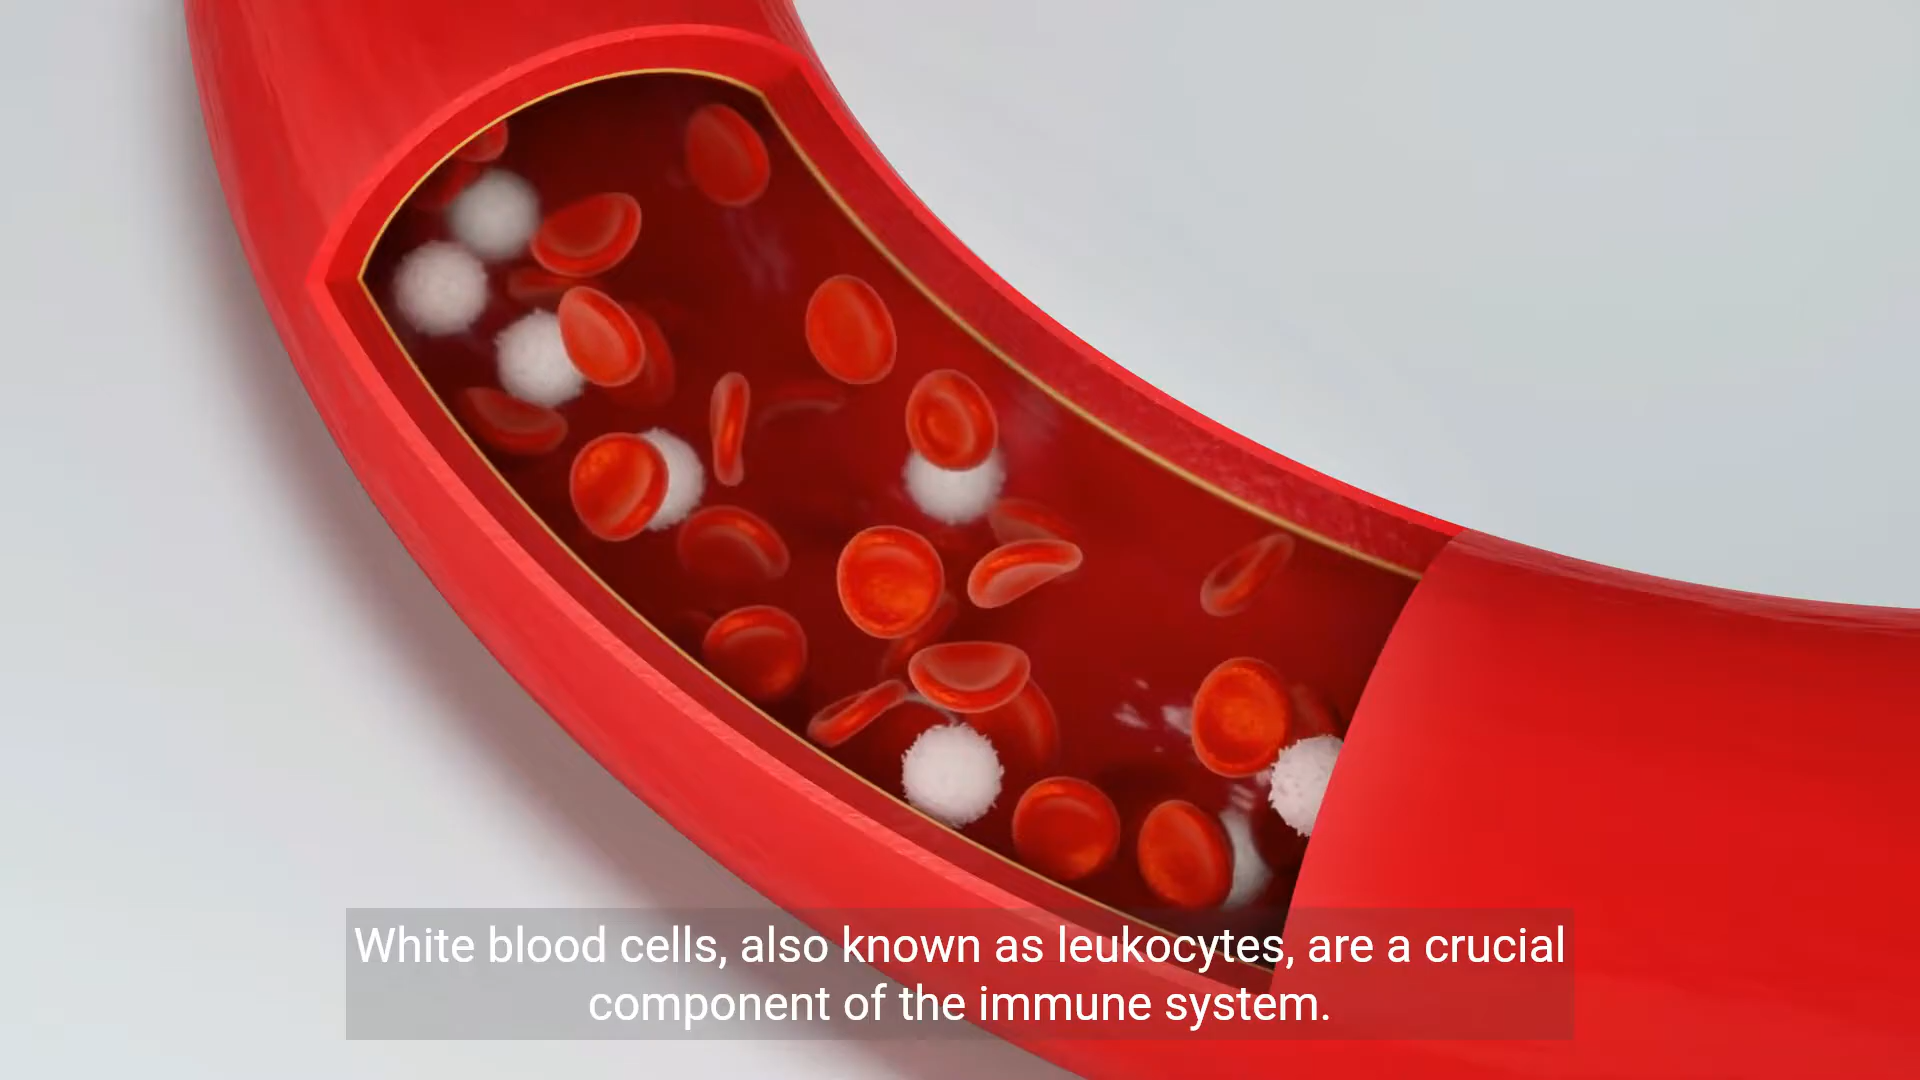 White blood cells, also known as leukocytes, are a crucial
component of the immune system.